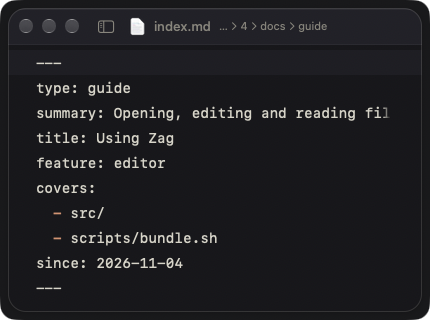 index.md … > 4 > docs > guide
---
type: guide
summary: Opening, editing and reading fil
title: Using Zag
feature: editor
covers:
  - src/
  - scripts/bundle.sh
since: 2026-11-04
---